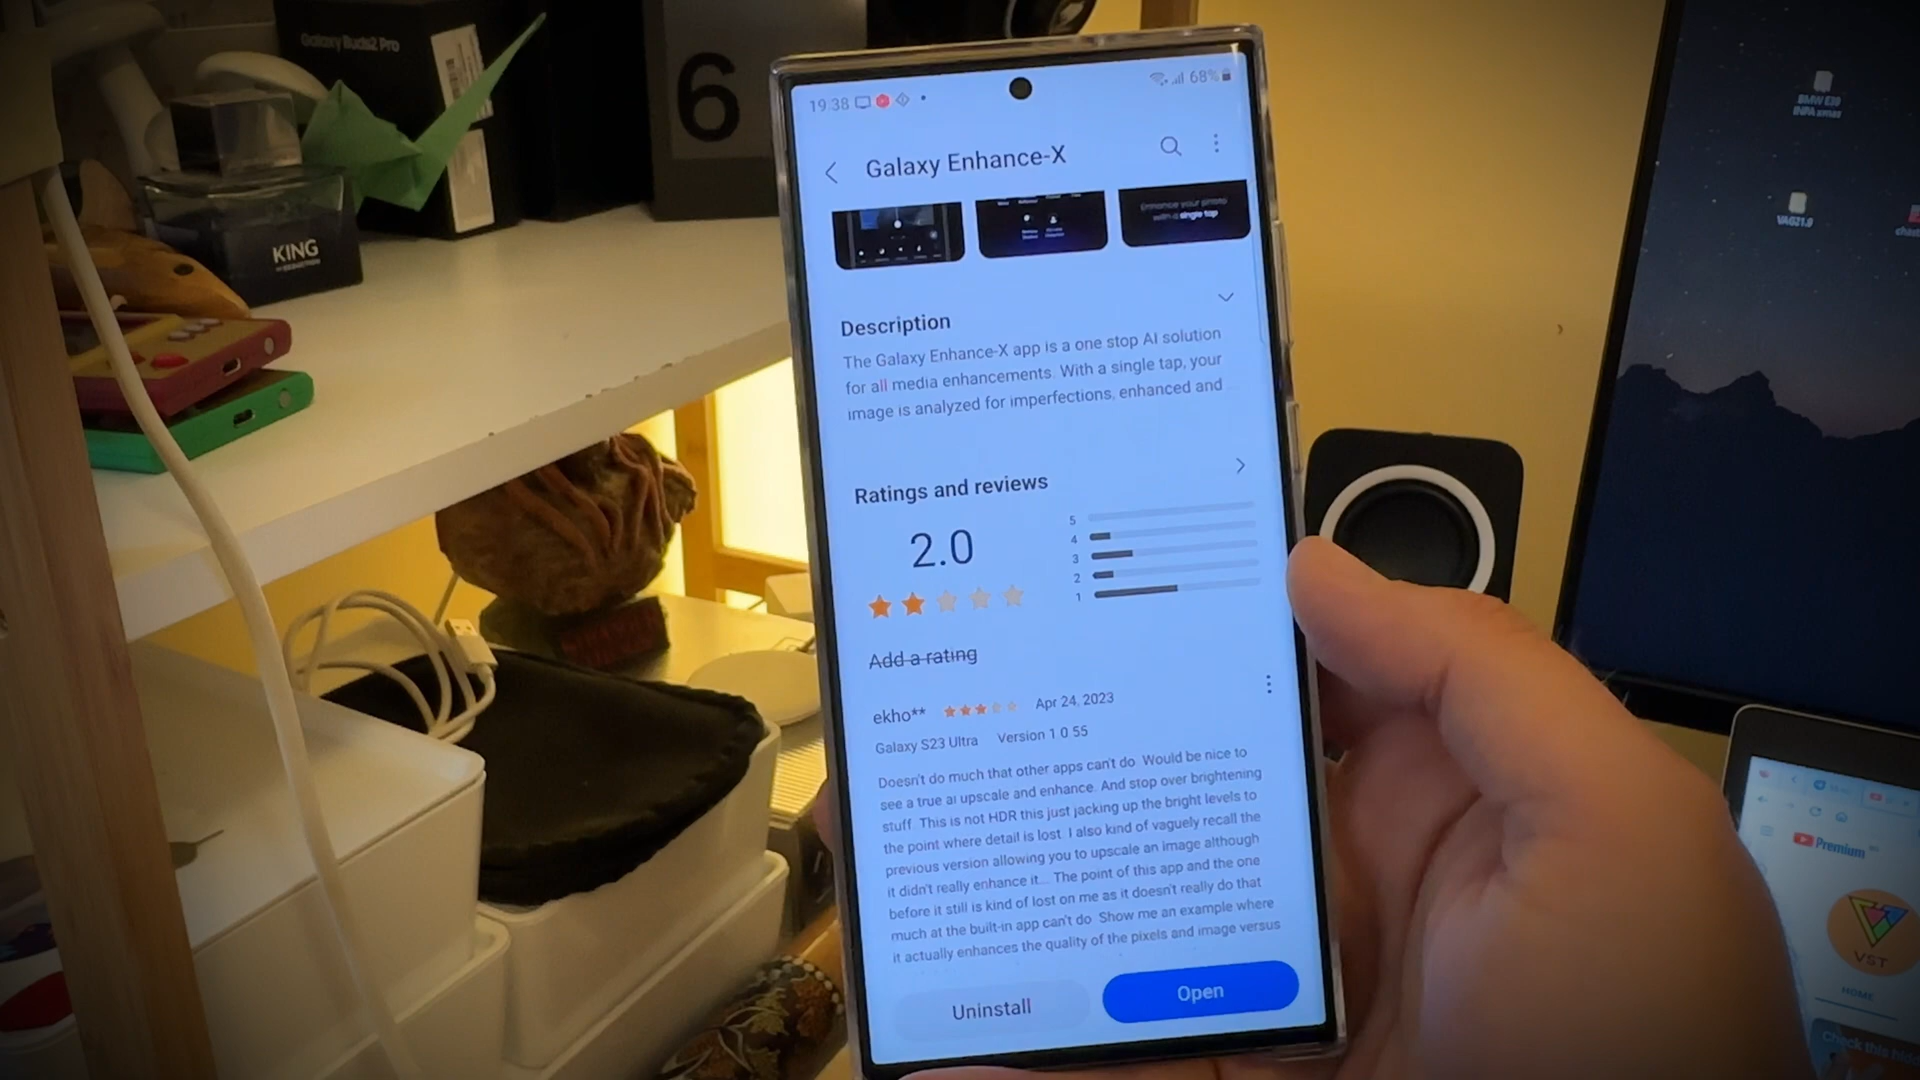 Galaxy Buds2 Pro
6
KING
19:38
68%
Galaxy Enhance-X
Enhance your photo
with a single tap
Description
The Galaxy Enhance-X app is a one stop AI solution
for all media enhancements. With a single tap, your
image is analyzed for imperfections, enhanced and
Ratings and reviews
2.0
5
4
3
2
1
Add a rating
ekho** Apr 24, 2023
Galaxy S23 Ultra Version 1.0.55
Doesn't do much that other apps can't do. Would be nice to
see a true ai upscale and enhance. And stop over brightening
stuff. This is not HDR this just jacking up the bright levels to
the point where detail is lost. I also kind of vaguely recall the
previous version allowing you to upscale an image although
it didn't really enhance it... The point of this app and the one
before it still is kind of lost on me as it doesn't really do that
much at the built-in app can't do. Show me an example where
it actually enhances the quality of the pixels and image versus
Uninstall
Open
BMW E39
INPA
VAG21.9
Premium
VST
HOME
Check this